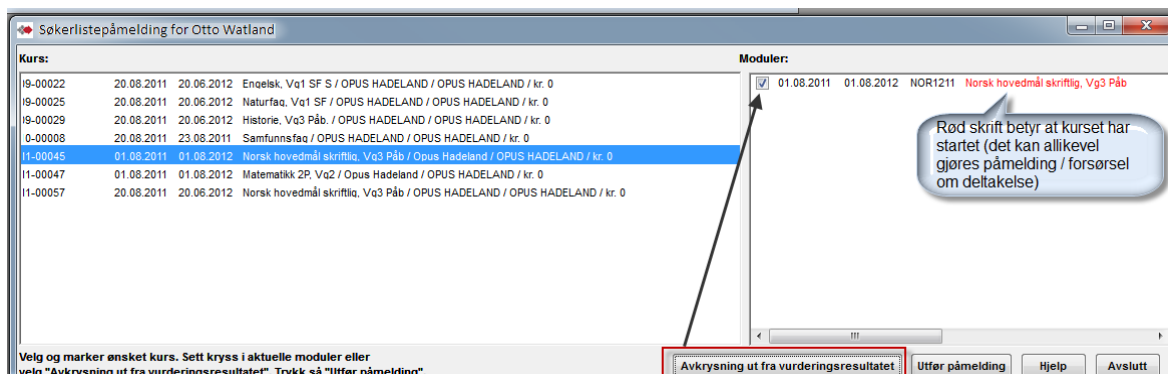 Søkerlistepåmelding for Otto Watland
Kurs:
Moduler:
I9-00022 20.08.2011 20.06.2012 Engelsk, Vg1 SF S / OPUS HADELAND / OPUS HADELAND / kr. 0
I9-00025 20.08.2011 20.06.2012 Naturfag, Vg1 SF / OPUS HADELAND / OPUS HADELAND / kr. 0
I9-00029 20.08.2011 20.06.2012 Historie, Vg3 Påb. / OPUS HADELAND / OPUS HADELAND / kr. 0
0-00008 20.08.2011 23.08.2011 Samfunnsfag / OPUS HADELAND / OPUS HADELAND / kr. 0
I1-00045 01.08.2011 01.08.2012 Norsk hovedmål skriftlig, Vg3 Påb / Opus Hadeland / OPUS HADELAND / kr. 0
I1-00047 01.08.2011 01.08.2012 Matematikk 2P, Vg2 / Opus Hadeland / OPUS HADELAND / kr. 0
I1-00057 20.08.2011 20.06.2012 Norsk hovedmål skriftlig, Vg3 Påb / OPUS HADELAND / OPUS HADELAND / kr. 0
01.08.2011 01.08.2012 NOR1211 Norsk hovedmål skriftlig, Vg3 Påb
Rød skrift betyr at kurset har
startet (det kan allikevel
gjøres påmelding / forsørsel
om deltakelse)
Velg og marker ønsket kurs. Sett kryss i aktuelle moduler eller
velg "Avkrysning ut fra vurderingsresultatet". Trykk så "Utfør påmelding"
Avkrysning ut fra vurderingsresultatet
Utfør påmelding
Hjelp
Avslutt